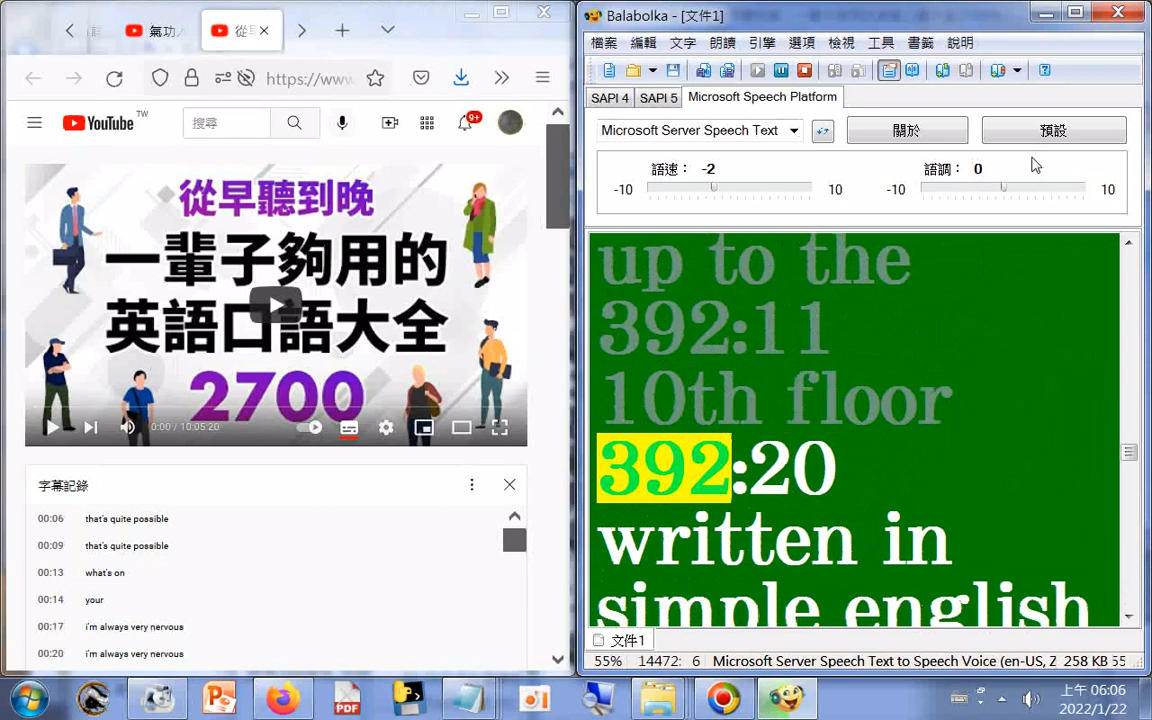 氣功
從
https://www
YouTube TW
搜尋
9+
從早聽到晚
一輩子夠用的
英語口語大全
2700
0:00 / 10:05:20
字幕記錄
00:06 that's quite possible
00:09 that's quite possible
00:13 what's on
00:14 your
00:17 i'm always very nervous
00:20 i'm always very nervous
Balabolka - [文件1]
檔案 編輯 文字 朗讀 引擎 選項 檢視 工具 書籤 說明
SAPI 4 SAPI 5 Microsoft Speech Platform
Microsoft Server Speech Text 關於 預設
語速： -2 語調： 0
-10 10 -10 10
up to the
392:11
10th floor
392:20
written in
simple english
文件1
55% 14472: 6 Microsoft Server Speech Text to Speech Voice (en-US, Z 258 KB 55
PDF
上午 06:06
2022/1/22